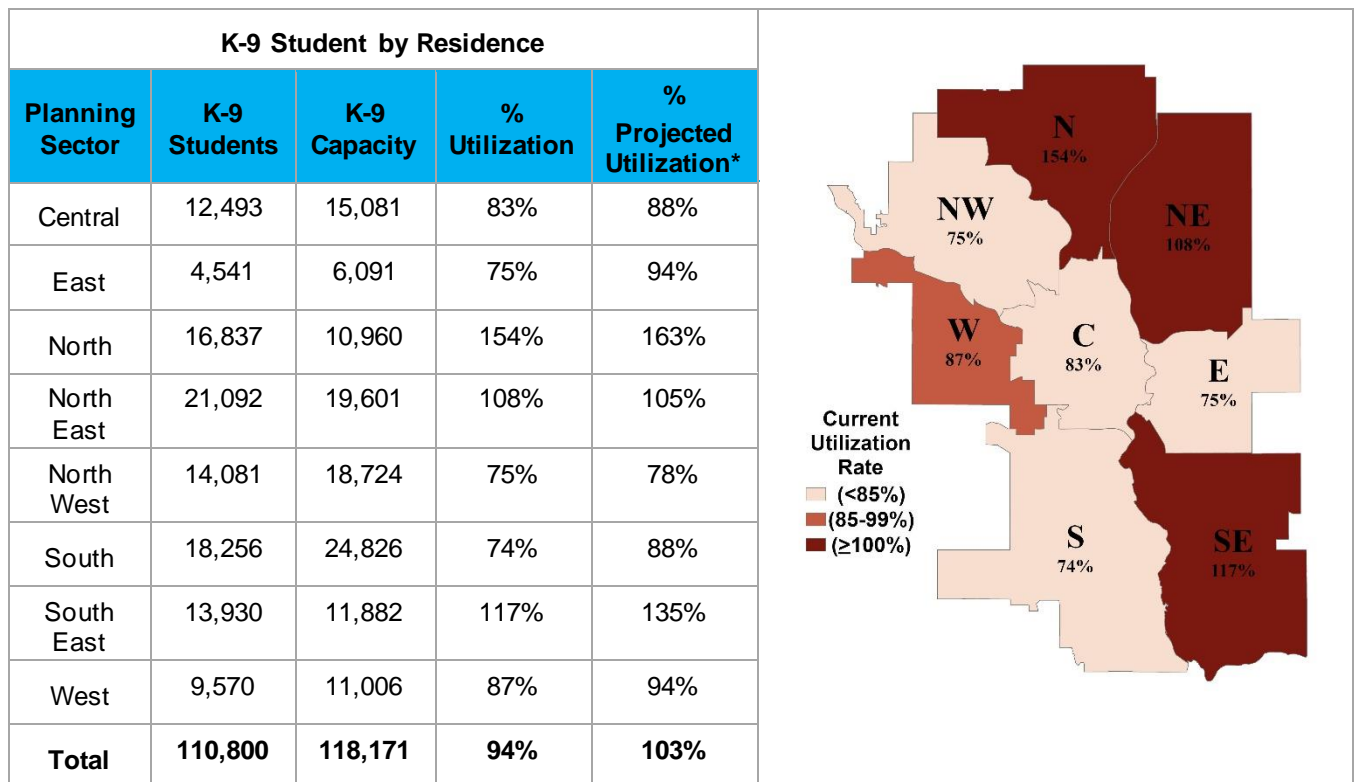 K-9 Student by Residence
Planning Sector K-9 Students K-9 Capacity % Utilization % Projected Utilization*
Central 12,493 15,081 83% 88%
East 4,541 6,091 75% 94%
North 16,837 10,960 154% 163%
North East 21,092 19,601 108% 105%
North West 14,081 18,724 75% 78%
South 18,256 24,826 74% 88%
South East 13,930 11,882 117% 135%
West 9,570 11,006 87% 94%
Total 110,800 118,171 94% 103%
N
154%
NW
75%
NE
108%
W
87%
C
83%
E
75%
S
74%
SE
117%
Current
Utilization
Rate
(<85%)
(85-99%)
(≥100%)